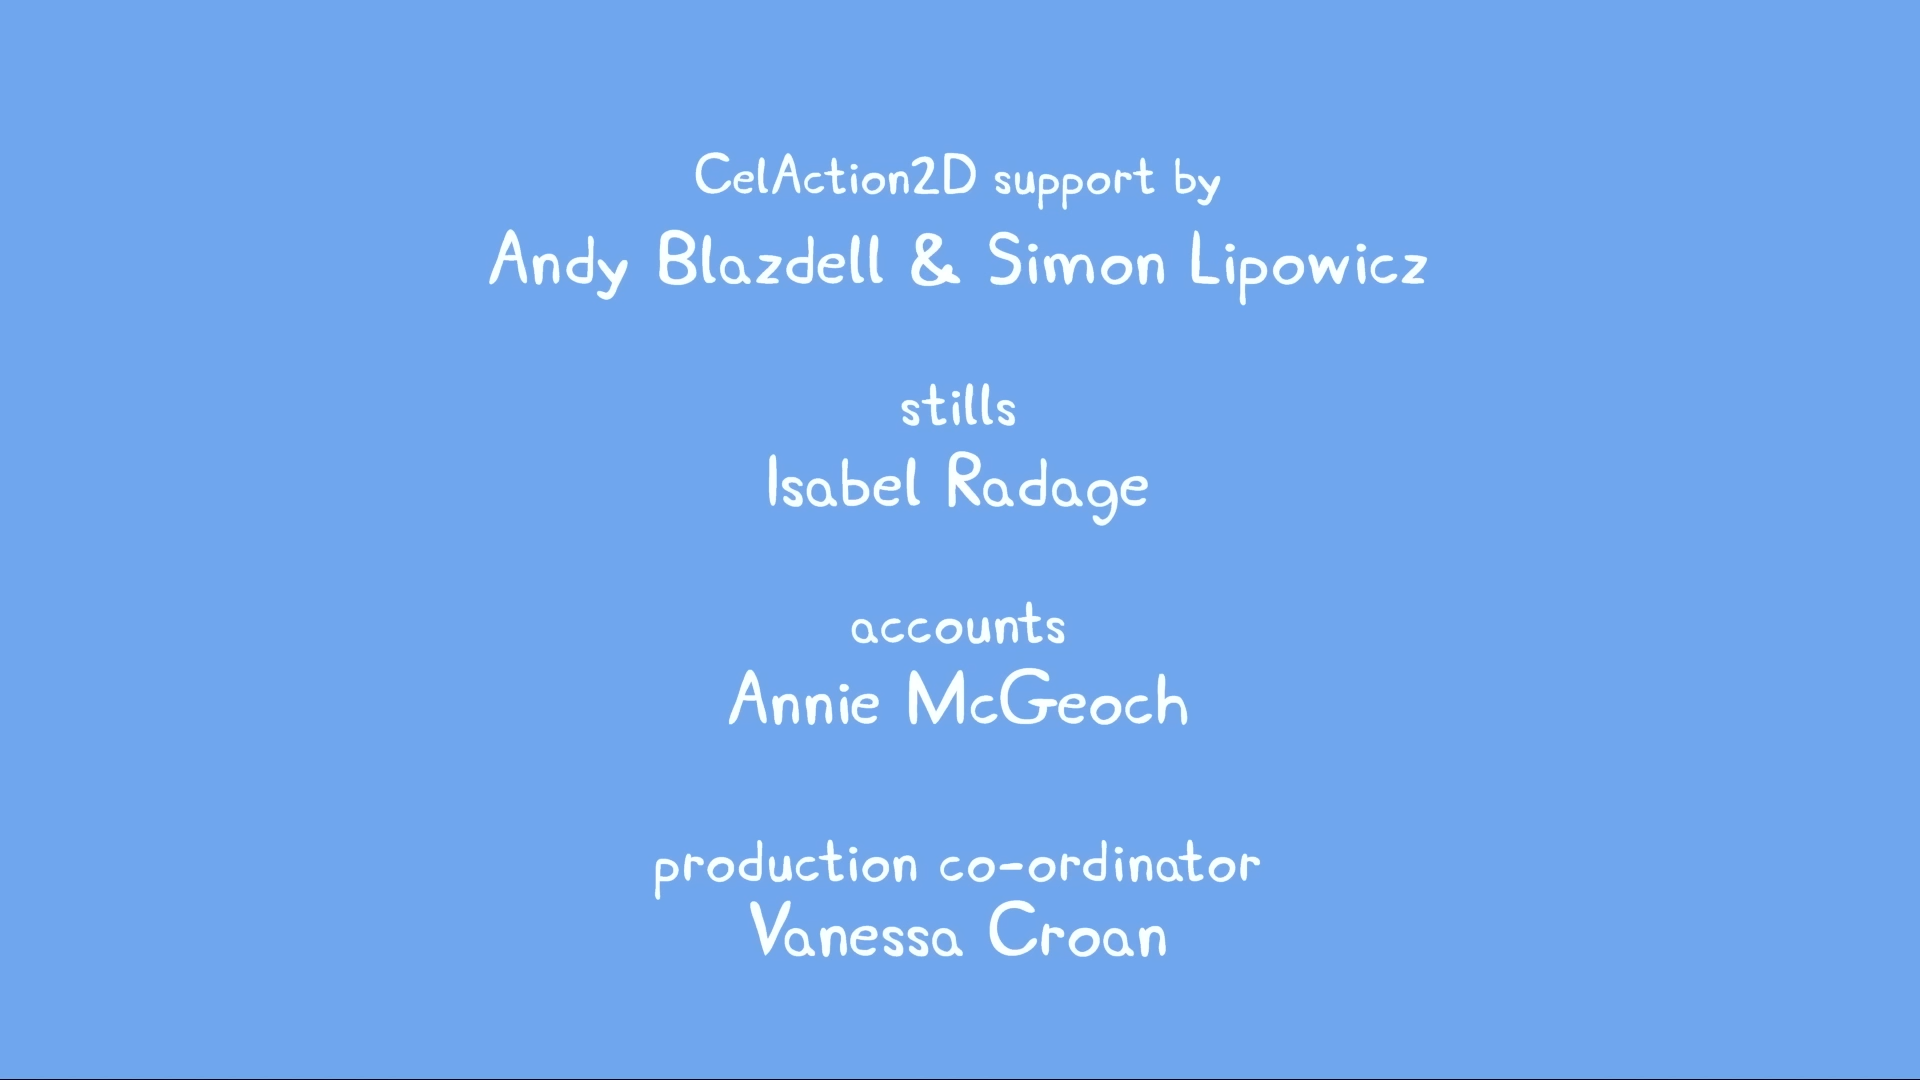 CelAction2D support by
Andy Blazdell & Simon Lipowicz
stills
Isabel Radage
accounts
Annie McGeoch
production co-ordinator
Vanessa Croan